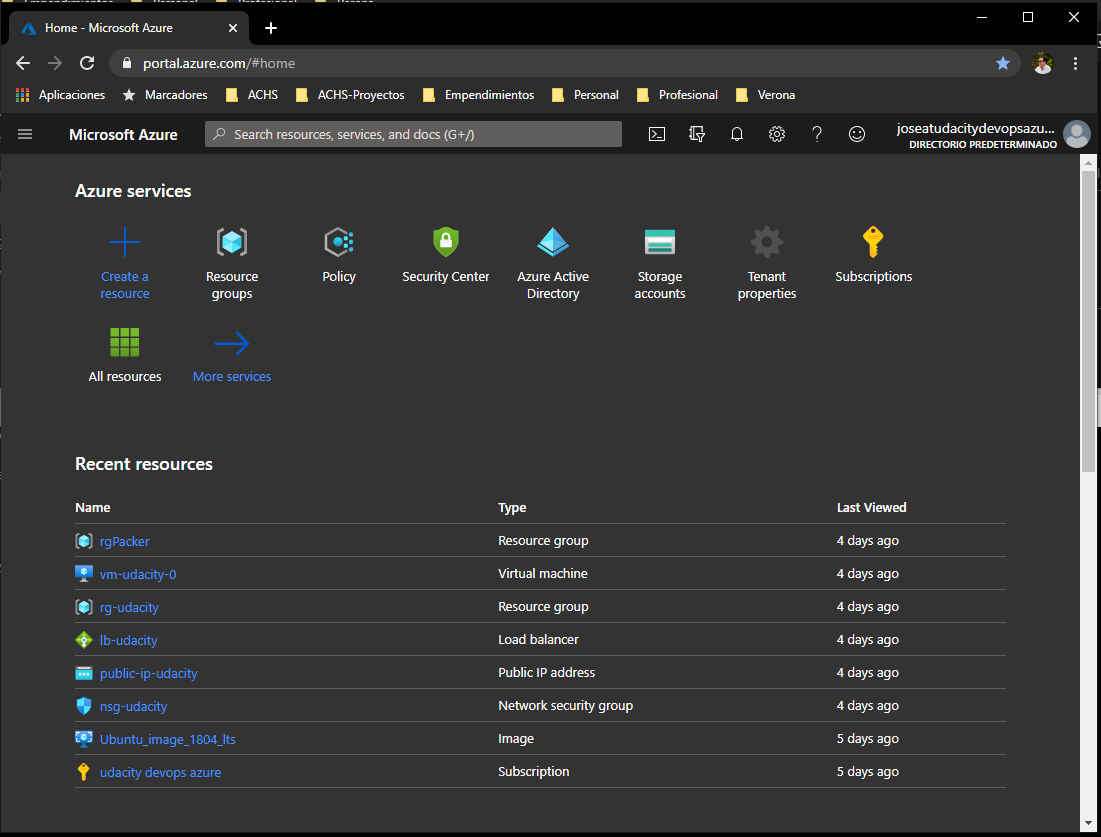 Home - Microsoft Azure
portal.azure.com/#home
Aplicaciones Marcadores ACHS ACHS-Proyectos Empendimientos Personal Profesional Verona
Microsoft Azure Search resources, services, and docs (G+/) joseatudacitydevopsazu...
DIRECTORIO PREDETERMINADO
Azure services
Create a resource
Resource groups
Policy
Security Center
Azure Active Directory
Storage accounts
Tenant properties
Subscriptions
All resources
More services
Recent resources
Name Type Last Viewed
rgPacker Resource group 4 days ago
vm-udacity-0 Virtual machine 4 days ago
rg-udacity Resource group 4 days ago
lb-udacity Load balancer 4 days ago
public-ip-udacity Public IP address 4 days ago
nsg-udacity Network security group 4 days ago
Ubuntu_image_1804_lts Image 5 days ago
udacity devops azure Subscription 5 days ago